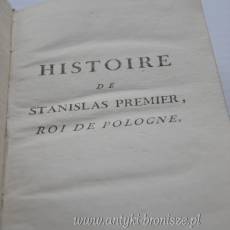 HISTOIRE
DE
STANISLAS PREMIER,
ROI DE POLOGNE.
www.antyki-bronisze.pl